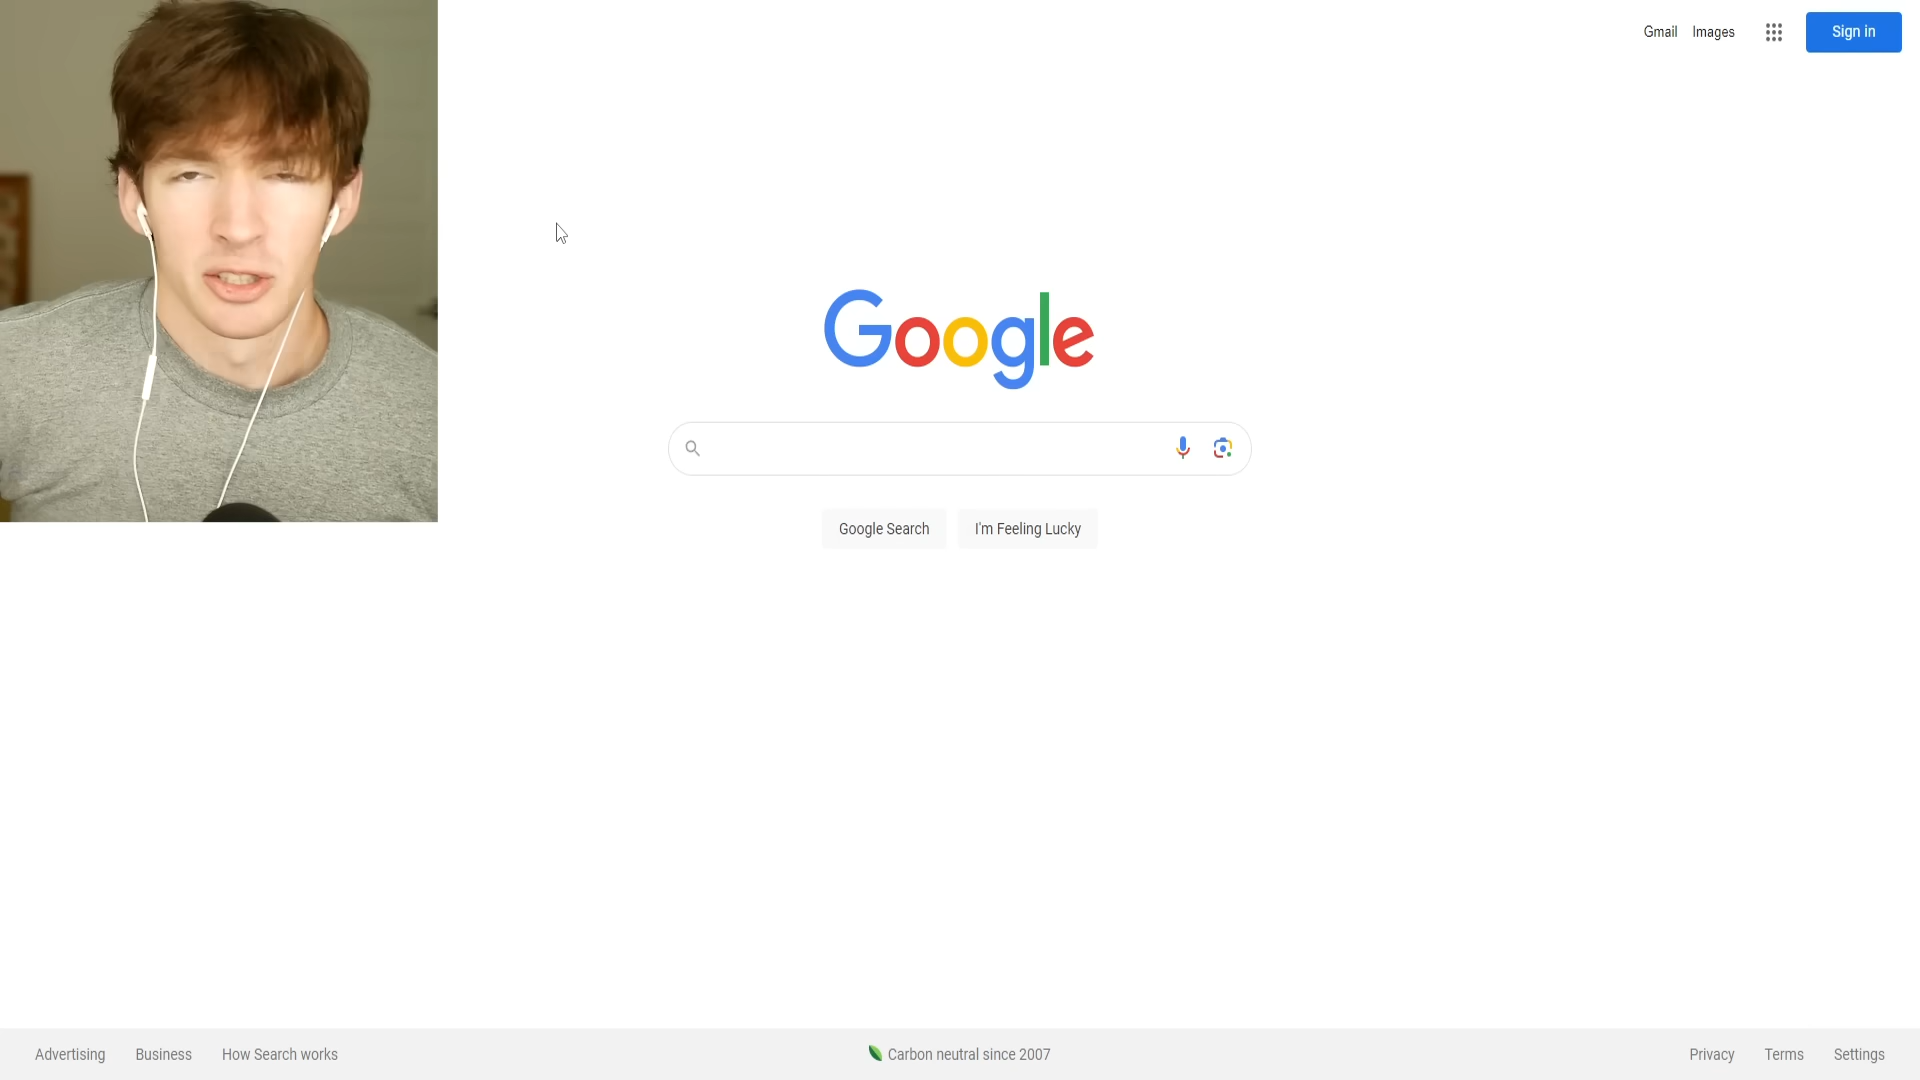 Gmail Images Sign in
Google
Google Search I'm Feeling Lucky
Advertising Business How Search works Carbon neutral since 2007 Privacy Terms Settings